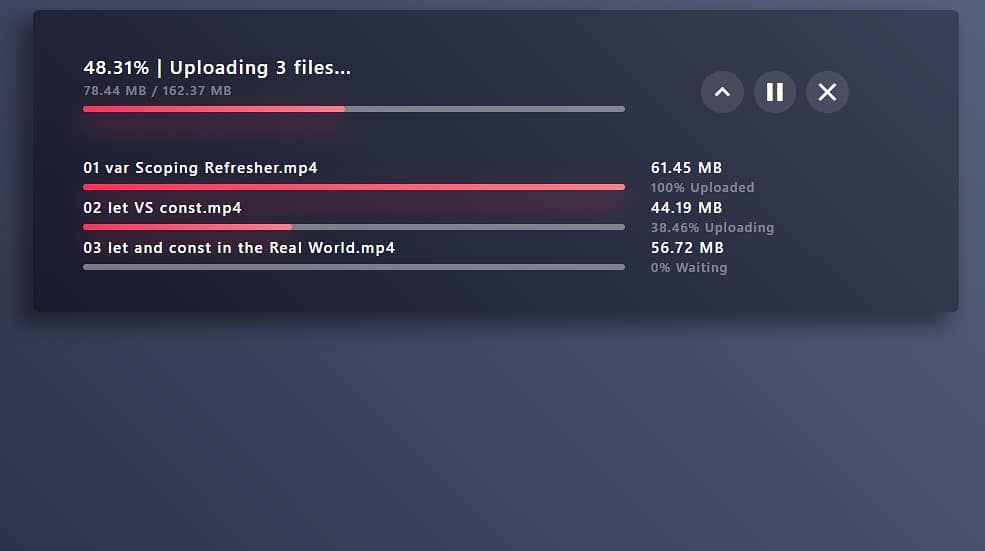 48.31% | Uploading 3 files...
78.44 MB / 162.37 MB
01 var Scoping Refresher.mp4
61.45 MB
100% Uploaded
02 let VS const.mp4
44.19 MB
38.46% Uploading
03 let and const in the Real World.mp4
56.72 MB
0% Waiting